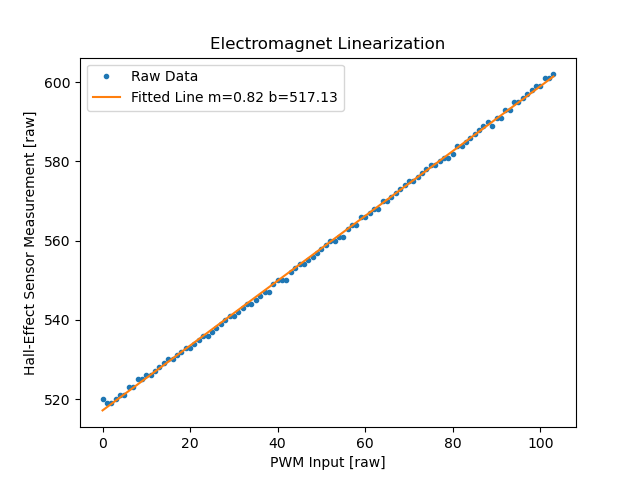 Electromagnet Linearization
Raw Data
Fitted Line m=0.82 b=517.13
Hall-Effect Sensor Measurement [raw]
600
580
560
540
520
0 20 40 60 80 100
PWM Input [raw]